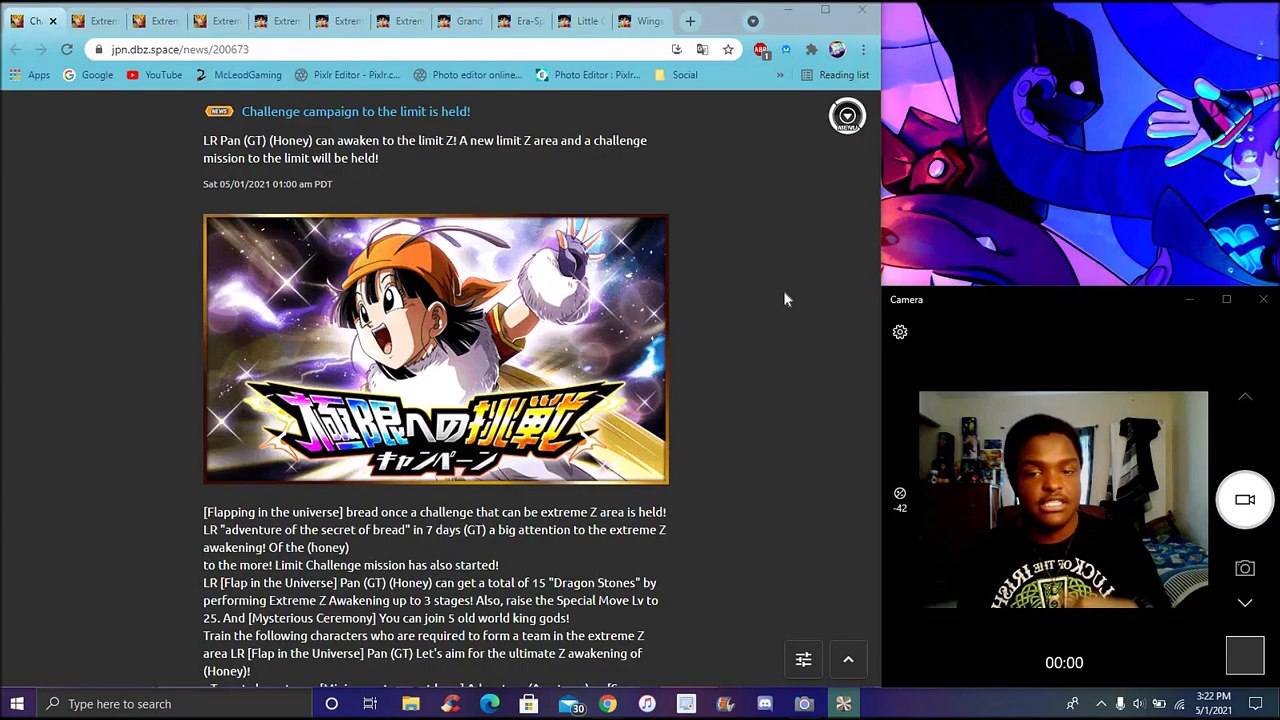 Ch
Extrem
Extrem
Extrem
Extrem
Extrem
Extrem
Grand
Era-Sp
Little
Wings
jpn.dbz.space/news/200673
ABP
1
Apps
Google
YouTube
McLeodGaming
Pixlr Editor - Pixlr.c...
Photo editor online...
Photo Editor : Pixlr...
Social
»
Reading list
NEWS
Challenge campaign to the limit is held!
MENU
LR Pan (GT) (Honey) can awaken to the limit Z! A new limit Z area and a challenge
mission to the limit will be held!
Sat 05/01/2021 01:00 am PDT
極限への挑戦
キャンペーン
[Flapping in the universe] bread once a challenge that can be extreme Z area is held!
LR "adventure of the secret of bread" in 7 days (GT) a big attention to the extreme Z
awakening! Of the (honey)
to the more! Limit Challenge mission has also started!
LR [Flap in the Universe] Pan (GT) (Honey) can get a total of 15 "Dragon Stones" by
performing Extreme Z Awakening up to 3 stages! Also, raise the Special Move Lv to
25. And [Mysterious Ceremony] You can join 5 old world king gods!
Train the following characters who are required to form a team in the extreme Z
area LR [Flap in the Universe] Pan (GT) Let's aim for the ultimate Z awakening of
(Honey)!
Camera
-42
LUCK OF THE IRISH
00:00
Type here to search
30
3:22 PM
5/1/2021